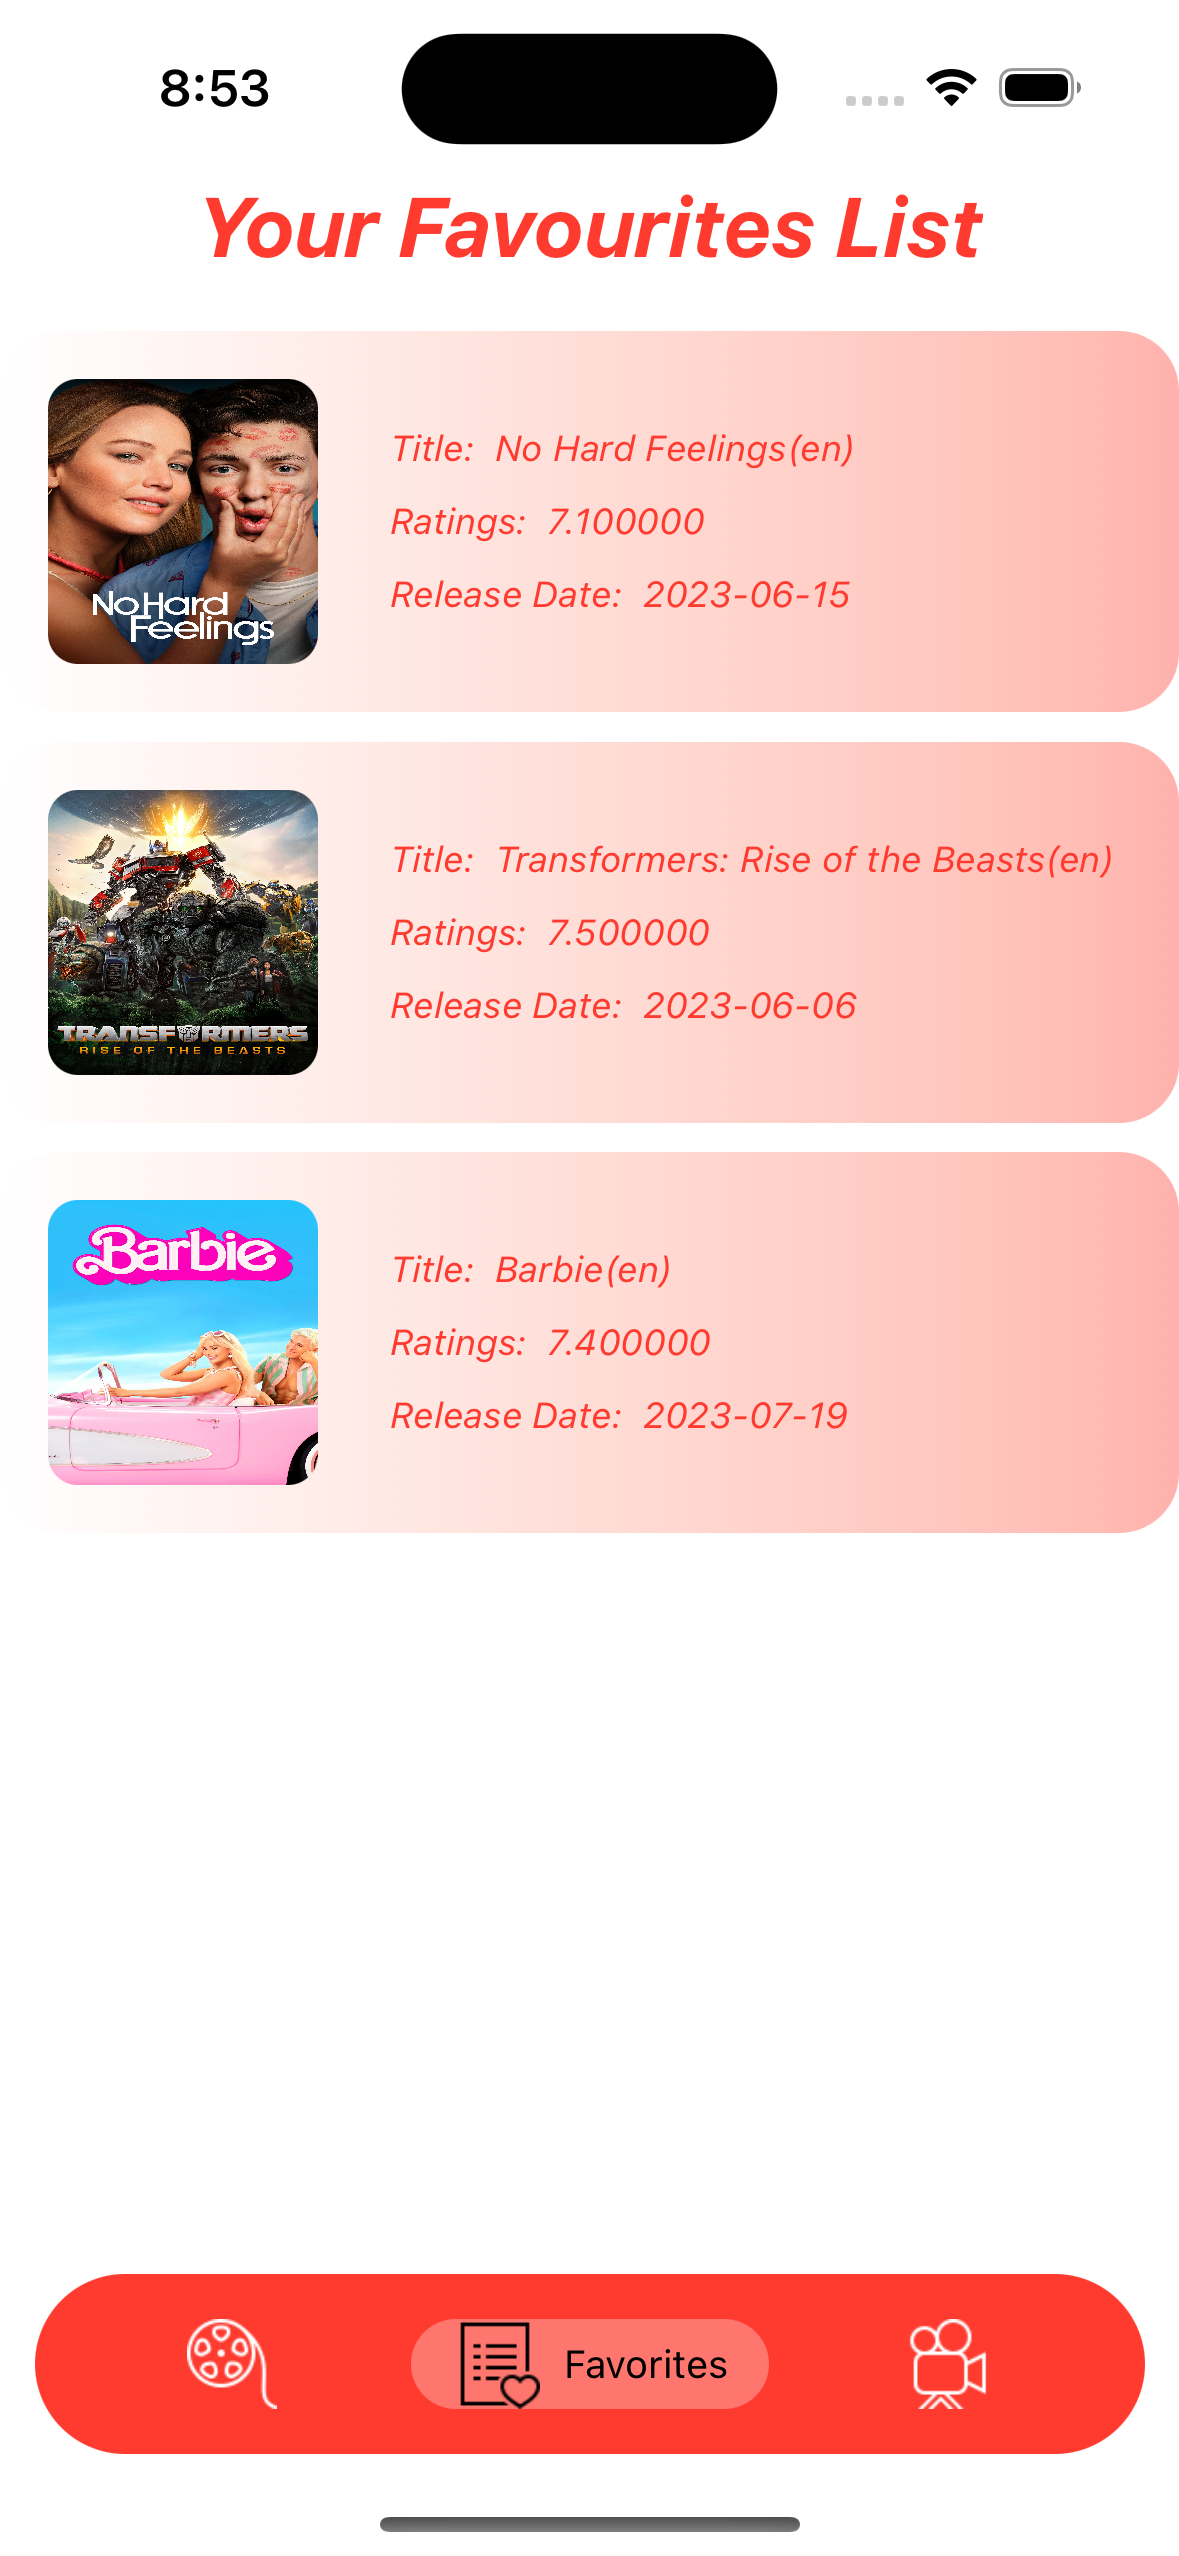 8:53
Your Favourites List
Title: No Hard Feelings(en)
Ratings: 7.100000
Release Date: 2023-06-15
No Hard
Feelings
Title: Transformers: Rise of the Beasts(en)
Ratings: 7.500000
Release Date: 2023-06-06
TRANSFORMERS
RISE OF THE BEASTS
Barbie
Title: Barbie(en)
Ratings: 7.400000
Release Date: 2023-07-19
Favorites